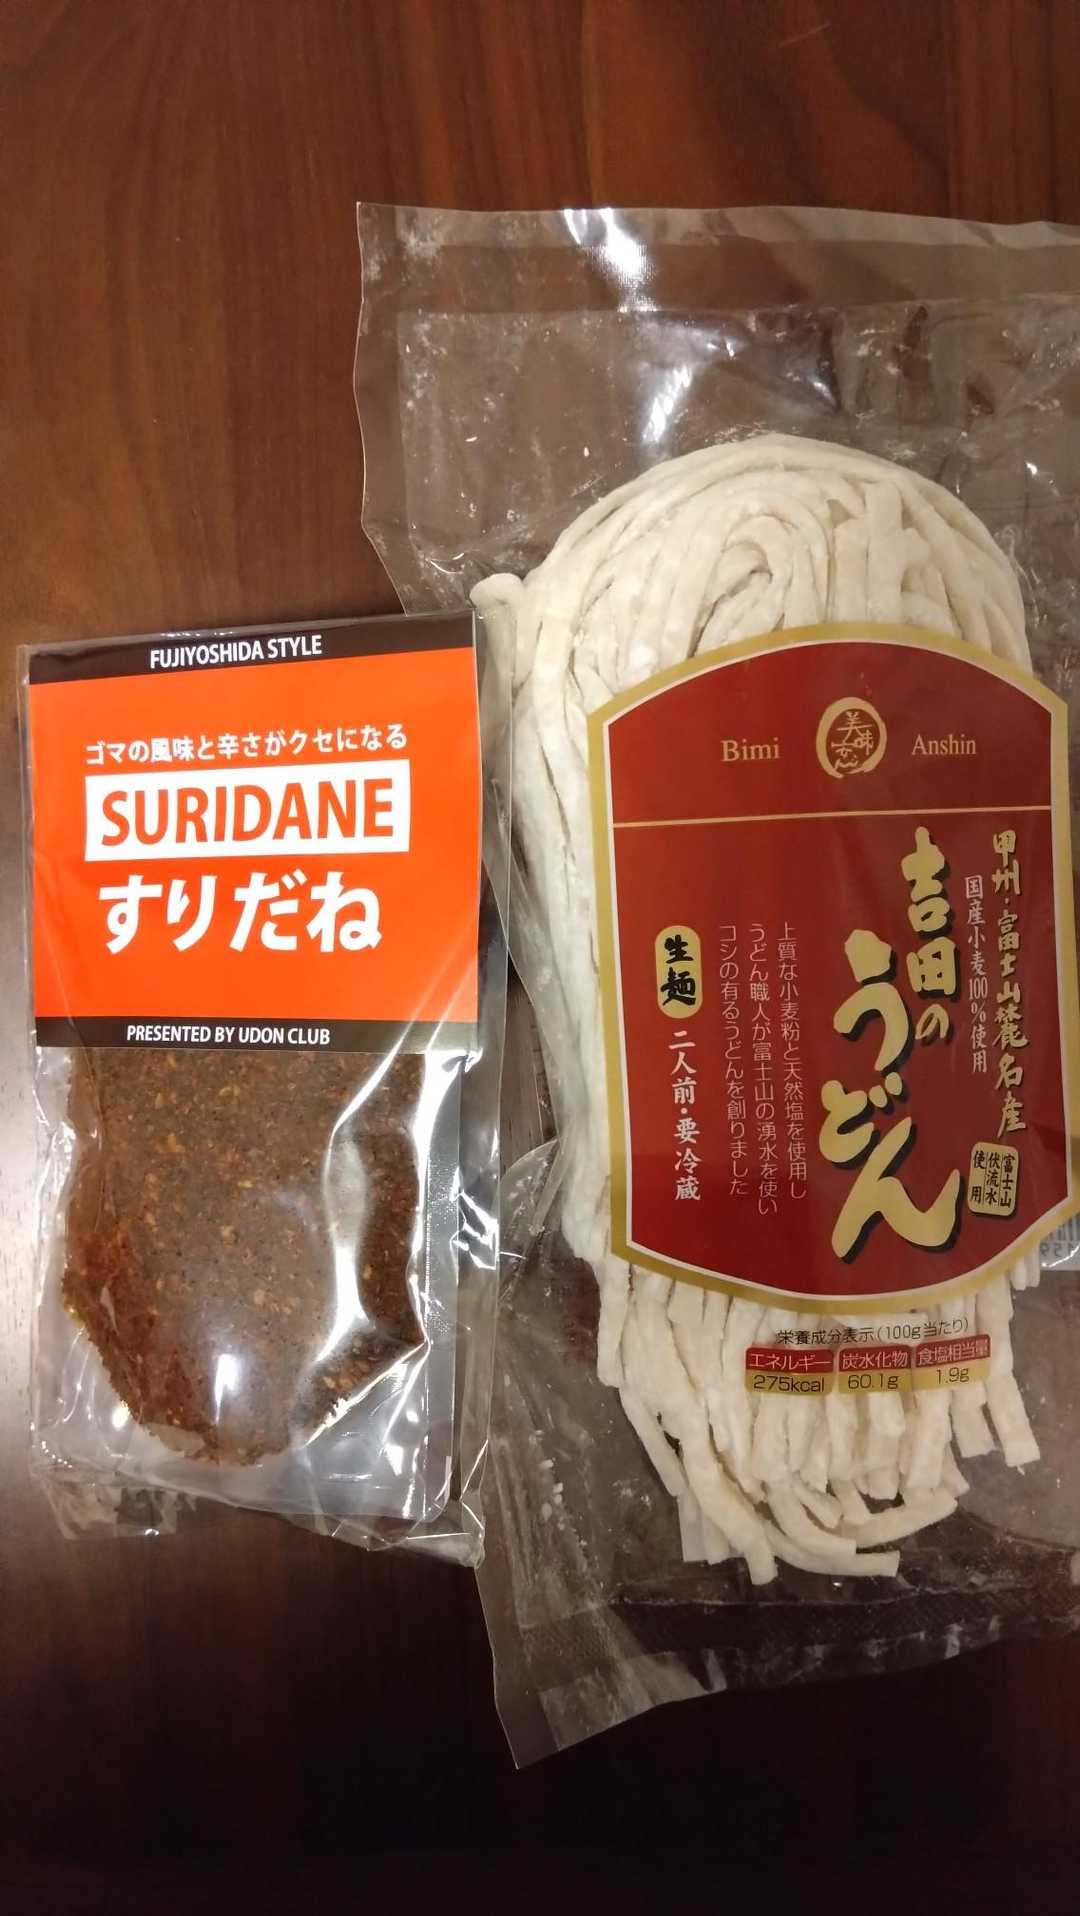 FUJIYOSHIDA STYLE
ゴマの風味と辛さがクセになる
SURIDANE
すりだね
PRESENTED BY UDON CLUB
Bimi
美味安心
Anshin
甲州・富士山麓名産
国産小麦100%使用
吉田の
うどん
富士山
伏流水
使用
上質な小麦粉と天然塩を使用し
うどん職人が富士山の湧水を使い
コシの有るうどんを創りました
生麺
二人前・要冷蔵
栄養成分表示(100g当たり)
エネルギー 炭水化物 食塩相当量
275kcal 60.1g 1.9g